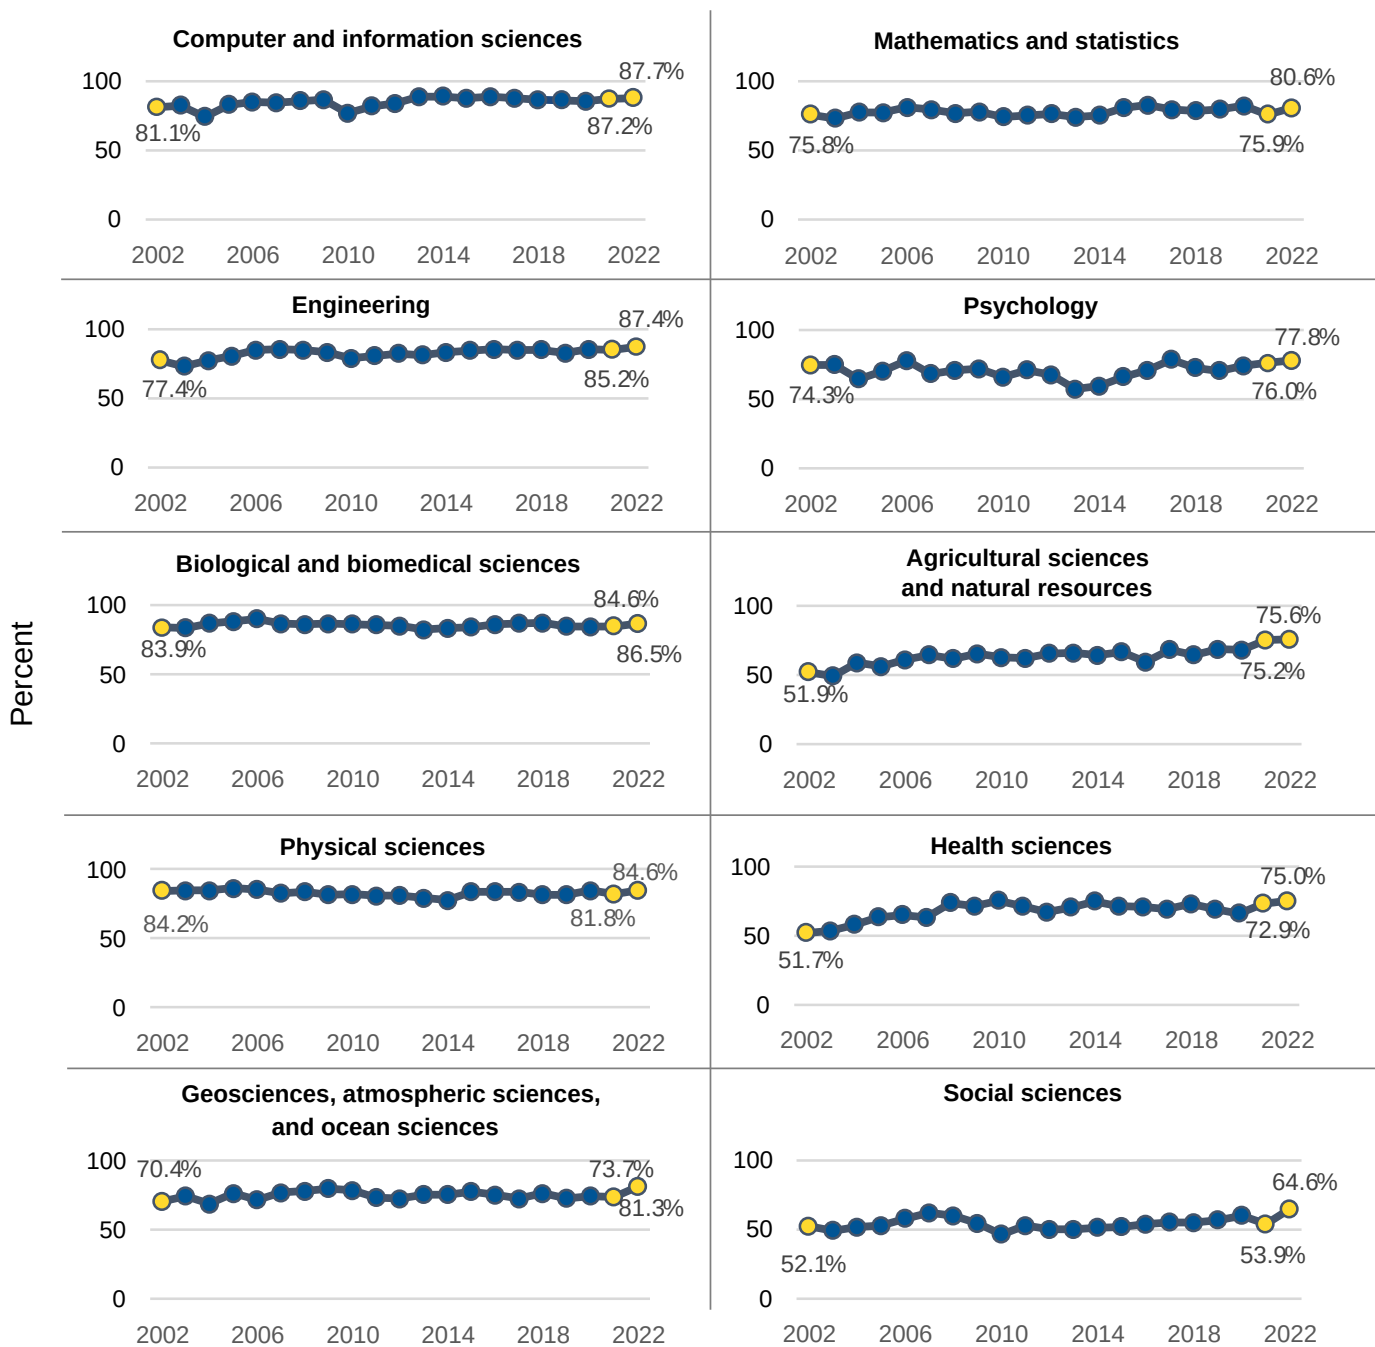 Percent
Computer and information sciences
100
50
0
81.1%
87.2%
87.7%
2002 2006 2010 2014 2018 2022
Mathematics and statistics
100
50
0
75.8%
75.9%
80.6%
2002 2006 2010 2014 2018 2022
Engineering
100
50
0
77.4%
85.2%
87.4%
2002 2006 2010 2014 2018 2022
Psychology
100
50
0
74.3%
76.0%
77.8%
2002 2006 2010 2014 2018 2022
Biological and biomedical sciences
100
50
0
83.9%
84.6%
86.5%
2002 2006 2010 2014 2018 2022
Agricultural sciences
and natural resources
100
50
0
51.9%
75.2%
75.6%
2002 2006 2010 2014 2018 2022
Physical sciences
100
50
0
84.2%
81.8%
84.6%
2002 2006 2010 2014 2018 2022
Health sciences
100
50
0
51.7%
72.9%
75.0%
2002 2006 2010 2014 2018 2022
Geosciences, atmospheric sciences,
and ocean sciences
100
50
0
70.4%
73.7%
81.3%
2002 2006 2010 2014 2018 2022
Social sciences
100
50
0
52.1%
53.9%
64.6%
2002 2006 2010 2014 2018 2022